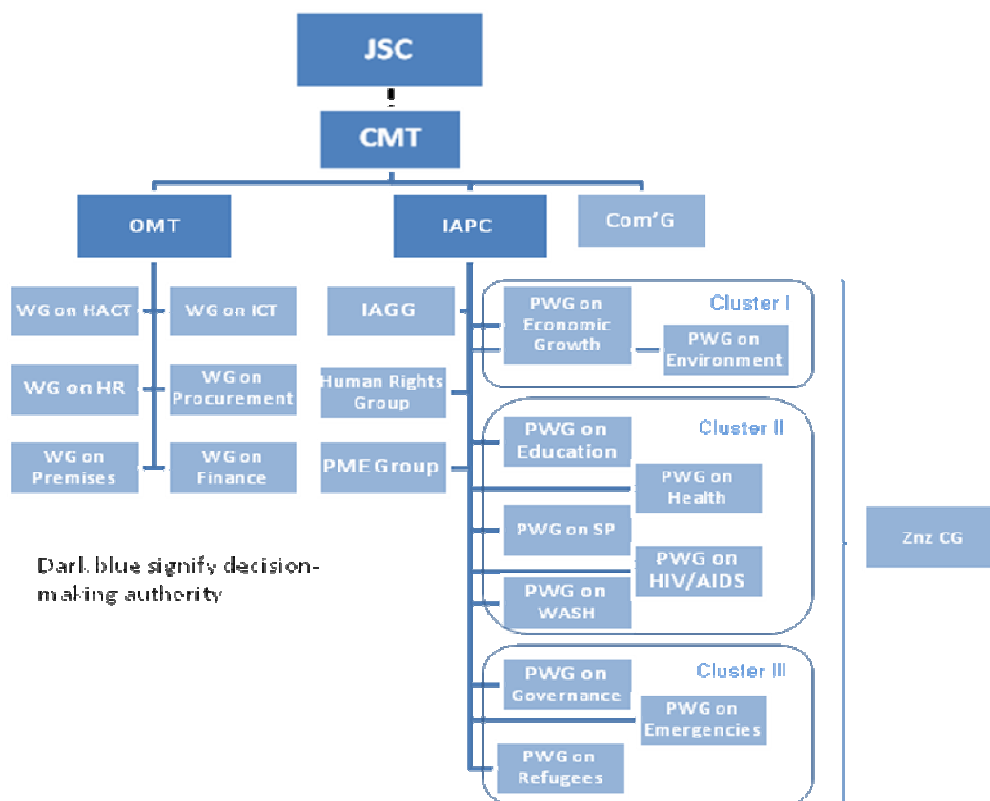 JSC
CMT
OMT
IAPC
Com'G
WG on HACT
WG on ICT
WG on HR
WG on
Procurement
WG on
Premises
WG on
Finance
IAGG
Human Rights
Group
PME Group
Cluster I
PWG on
Economic
Growth
PWG on
Environment
Cluster II
PWG on
Education
PWG on
Health
PWG on SP
PWG on
HIV/AIDS
PWG on
WASH
Cluster III
PWG on
Governance
PWG on
Emergencies
PWG on
Refugees
Znz CG
Dark blue signify decision-
making authority